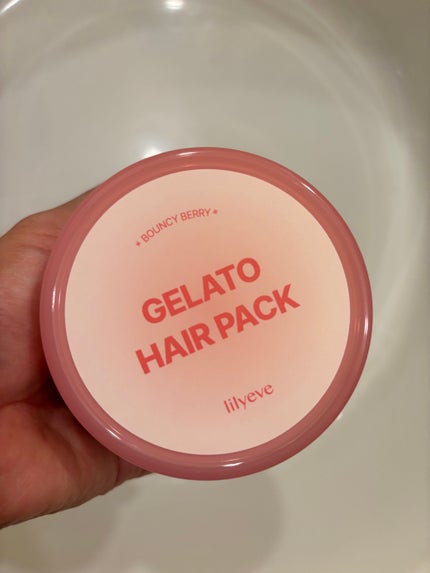 * BOUNCY BERRY *
GELATO
HAIR PACK
lilyeve